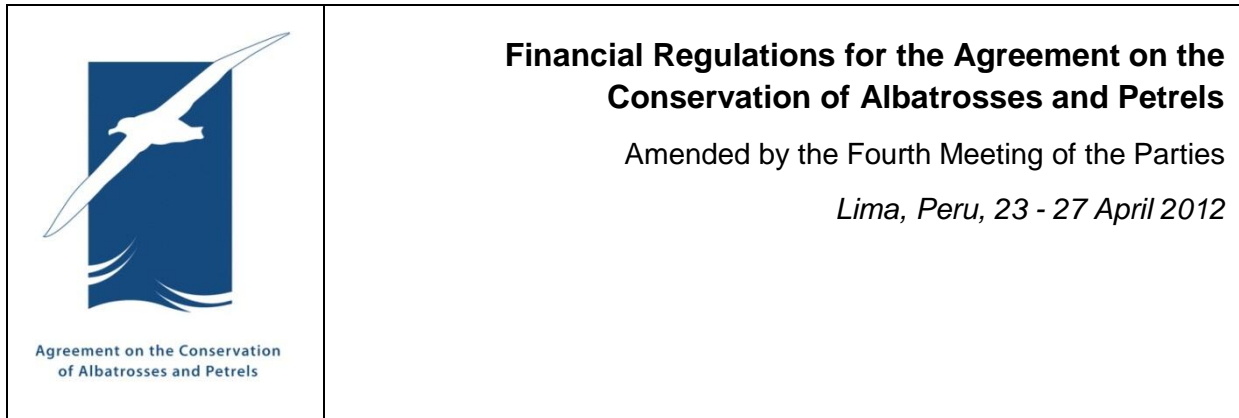 Financial Regulations for the Agreement on the
Conservation of Albatrosses and Petrels
Amended by the Fourth Meeting of the Parties
Lima, Peru, 23 - 27 April 2012
Agreement on the Conservation
of Albatrosses and Petrels